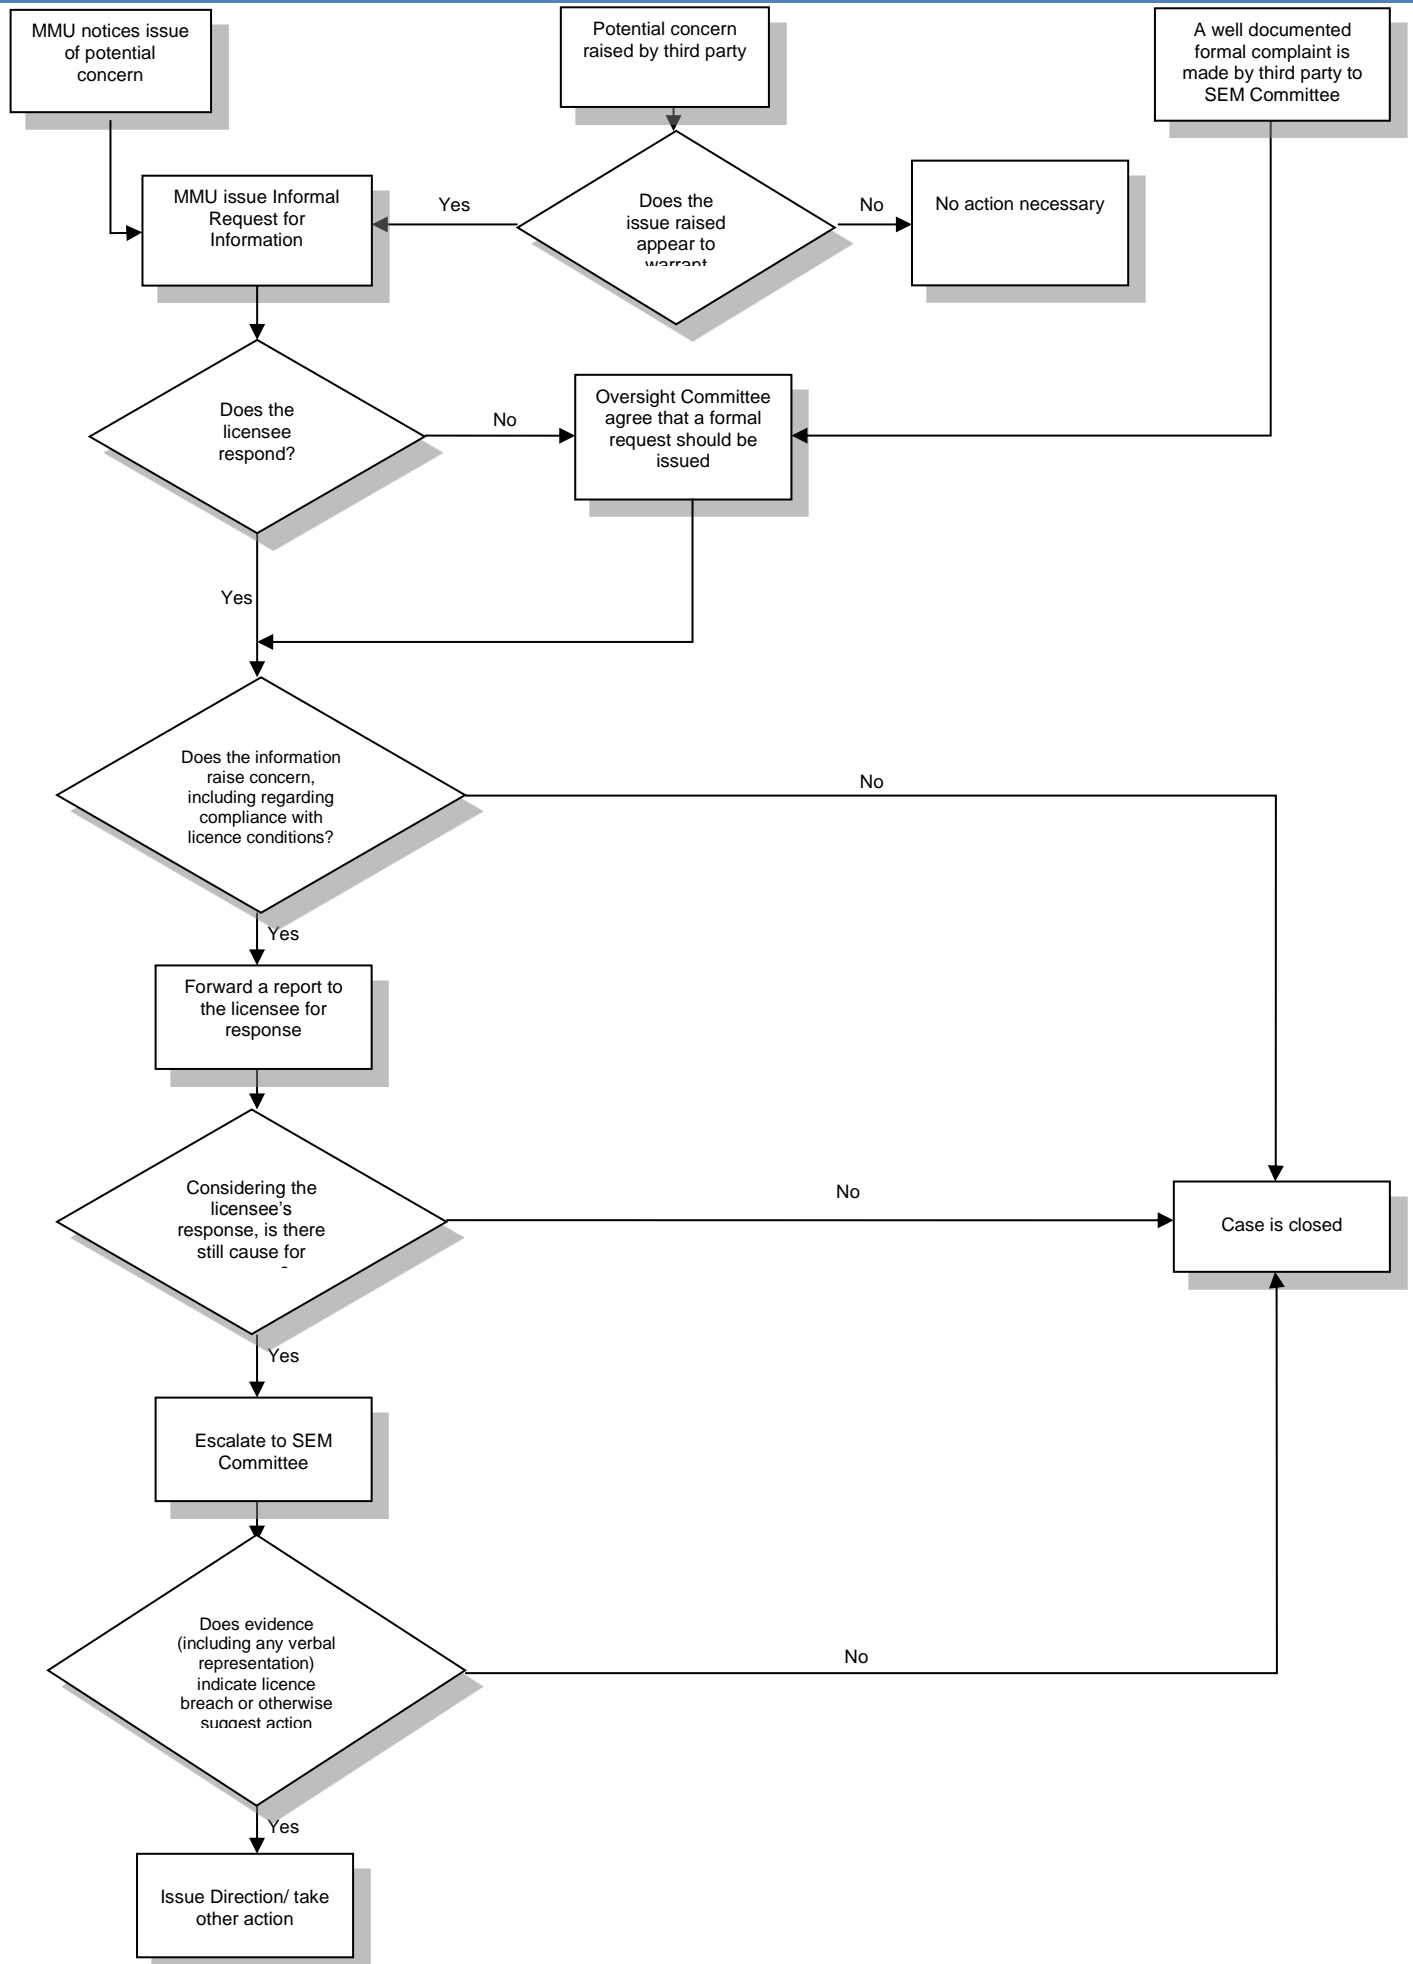 MMU notices issue
of potential
concern
Potential concern
raised by third party
A well documented
formal complaint is
made by third party to
SEM Committee
MMU issue Informal
Request for
Information
Yes
Does the
issue raised
appear to
warrant
No
No action necessary
Does the
licensee
respond?
No
Oversight Committee
agree that a formal
request should be
issued
Yes
Does the information
raise concern,
including regarding
compliance with
licence conditions?
No
Yes
Forward a report to
the licensee for
response
Considering the
licensee’s
response, is there
still cause for
No
Case is closed
Yes
Escalate to SEM
Committee
Does evidence
(including any verbal
representation)
indicate licence
breach or otherwise
suggest action
No
Yes
Issue Direction/ take
other action